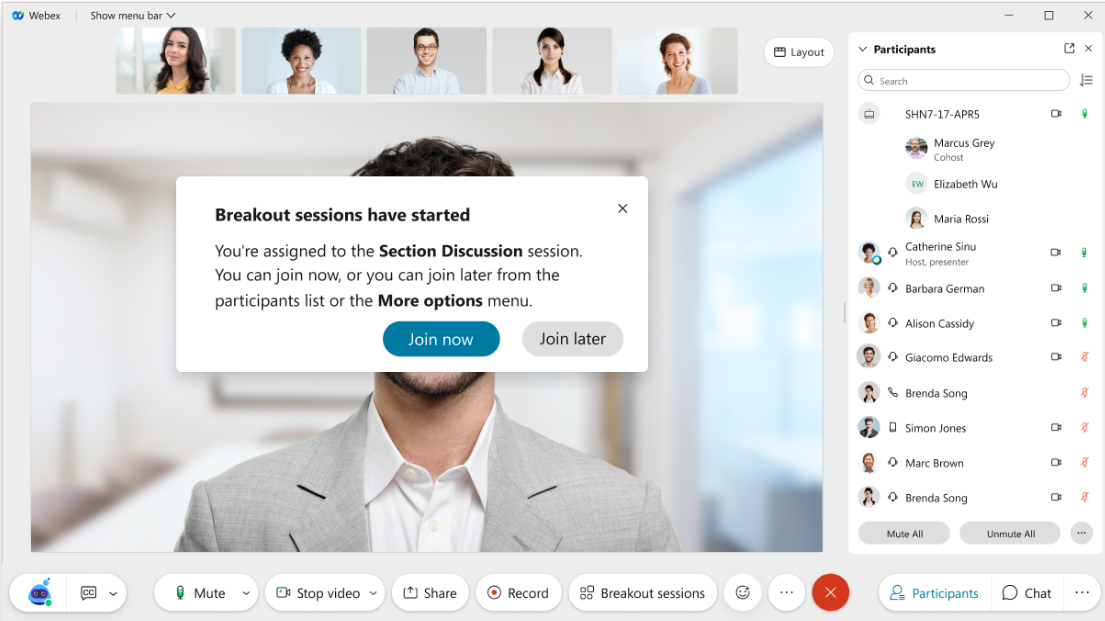 Webex
Show menu bar
Layout
Breakout sessions have started
You're assigned to the Section Discussion session.
You can join now, or you can join later from the
participants list or the More options menu.
Join now
Join later
Participants
Search
SHN7-17-APR5
Marcus Grey
Cohost
EW
Elizabeth Wu
Maria Rossi
Catherine Sinu
Host, presenter
Barbara German
Alison Cassidy
Giacomo Edwards
Brenda Song
Simon Jones
Marc Brown
Brenda Song
Mute All
Unmute All
CC
Mute
Stop video
Share
Record
Breakout sessions
Participants
Chat